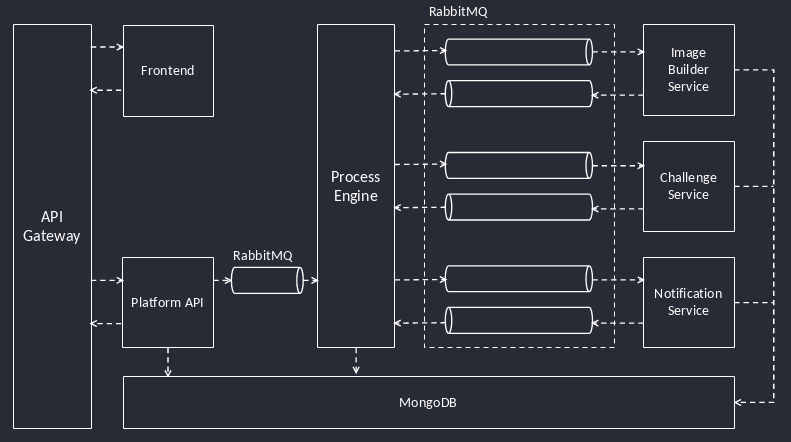 RabbitMQ
Frontend
Image
Builder
Service
Process
Engine
Challenge
Service
API
Gateway
RabbitMQ
Platform API
Notification
Service
MongoDB